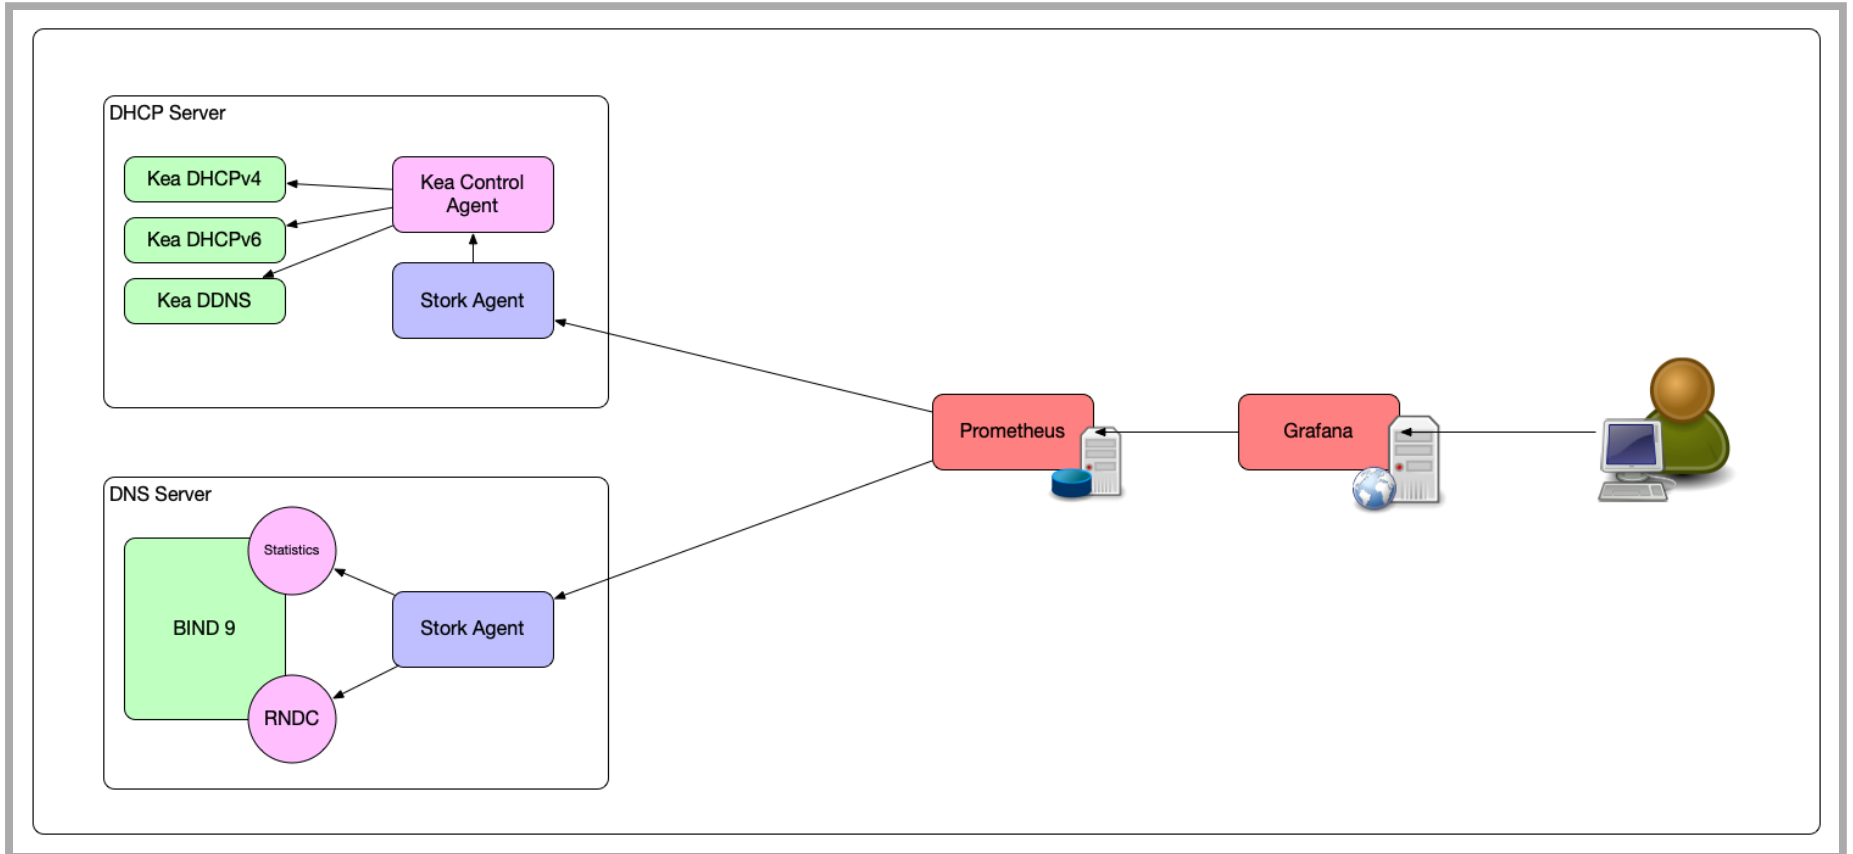 DHCP Server
Kea DHCPv4
Kea Control
Agent
Kea DHCPv6
Kea DDNS
Stork Agent
Prometheus
Grafana
DNS Server
Statistics
BIND 9
Stork Agent
RNDC